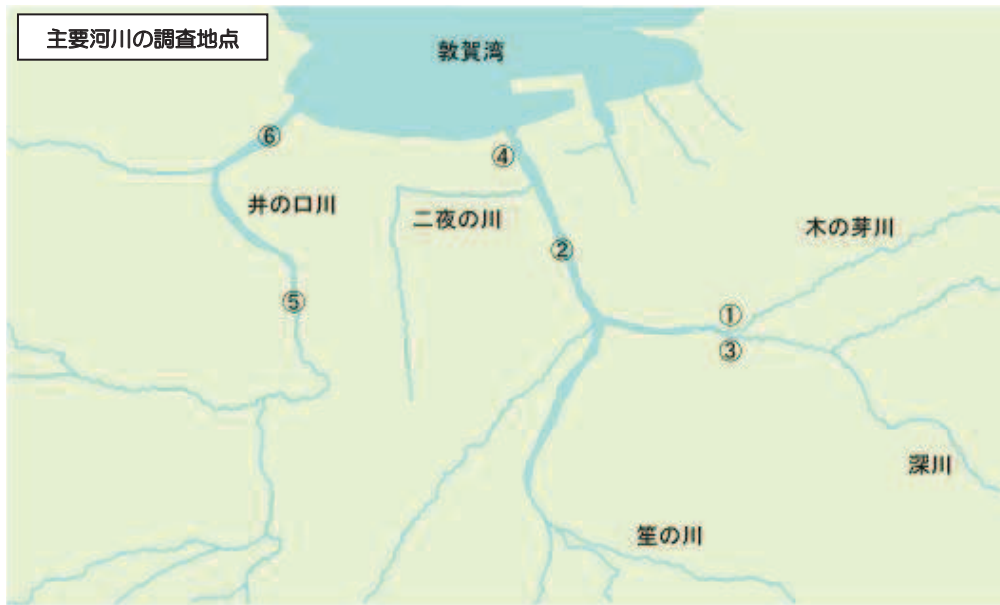 主要河川の調査地点
敦賀湾
⑥
④
井の口川
二夜の川
木の芽川
②
⑤
①
③
深川
笙の川